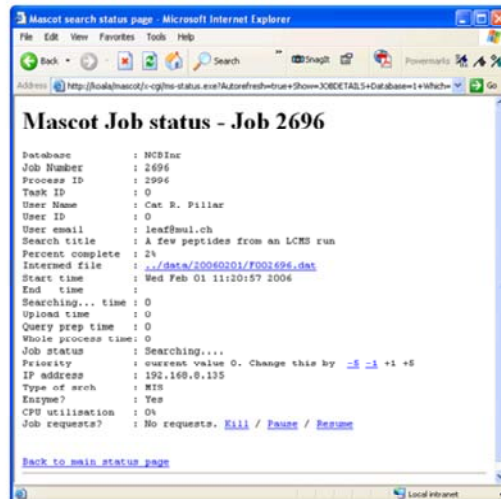 Mascot search status page - Microsoft Internet Explorer
File Edit View Favorites Tools Help
Back Search SnagIt Powermarks
Address http://koala/mascot/x-cgi/ms-status.exe?Autorefresh=true+Show=JOBDETAILS+Database=1+Which= Go
Mascot Job status - Job 2696
Database : NCBInr
Job Number : 2696
Process ID : 2996
Task ID : 0
User Name : Cat R. Pillar
User ID : 0
User email : leaf@mul.ch
Search title : A few peptides from an LCMS run
Percent complete : 2%
Intermed file : ../data/20060201/F002696.dat
Start time : Wed Feb 01 11:20:57 2006
End time :
Searching... time : 0
Upload time : 0
Query prep time : 0
Whole process time: 0
Job status : Searching....
Priority : current value 0. Change this by -5 -1 +1 +5
IP address : 192.168.8.135
Type of srch : MIS
Enzyme? : Yes
CPU utilisation : 0%
Job requests? : No requests. Kill / Pause / Resume
Back to main status page
Local intranet